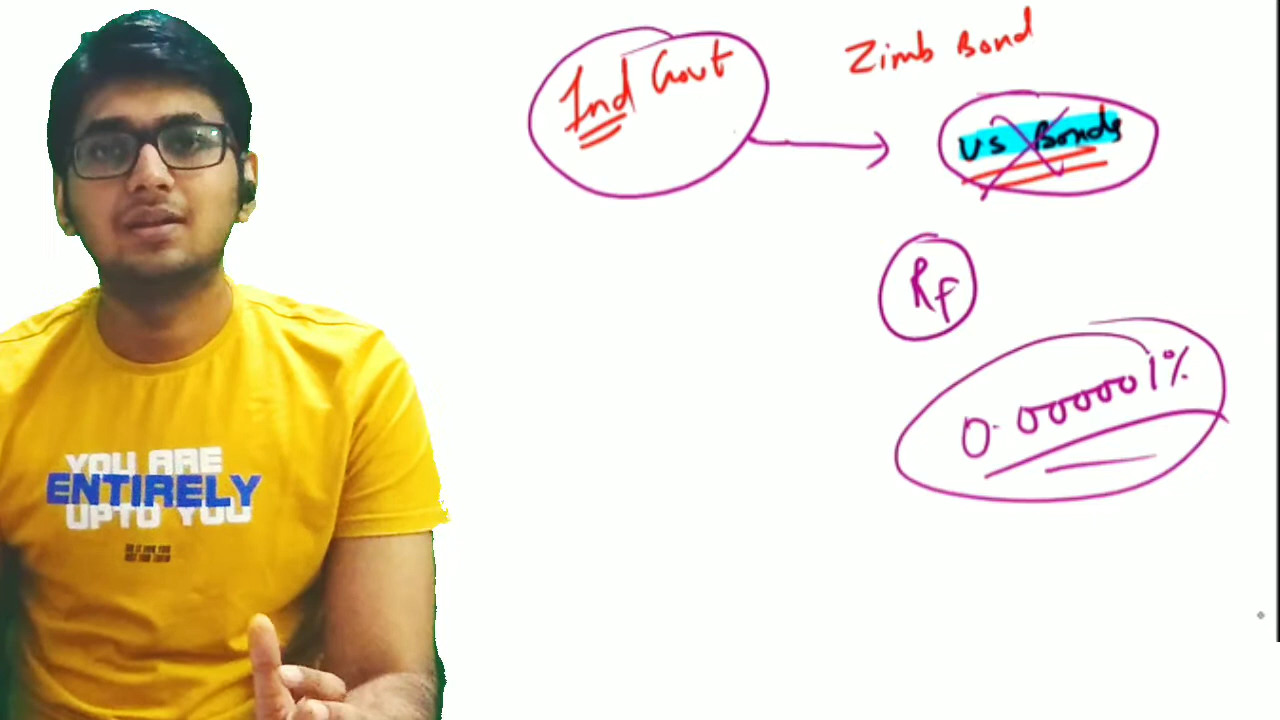 YOU ARE
ENTIRELY
UPTO YOU
Ind Govt
Zimb Bond
US Bonds
Rf
0.000001%